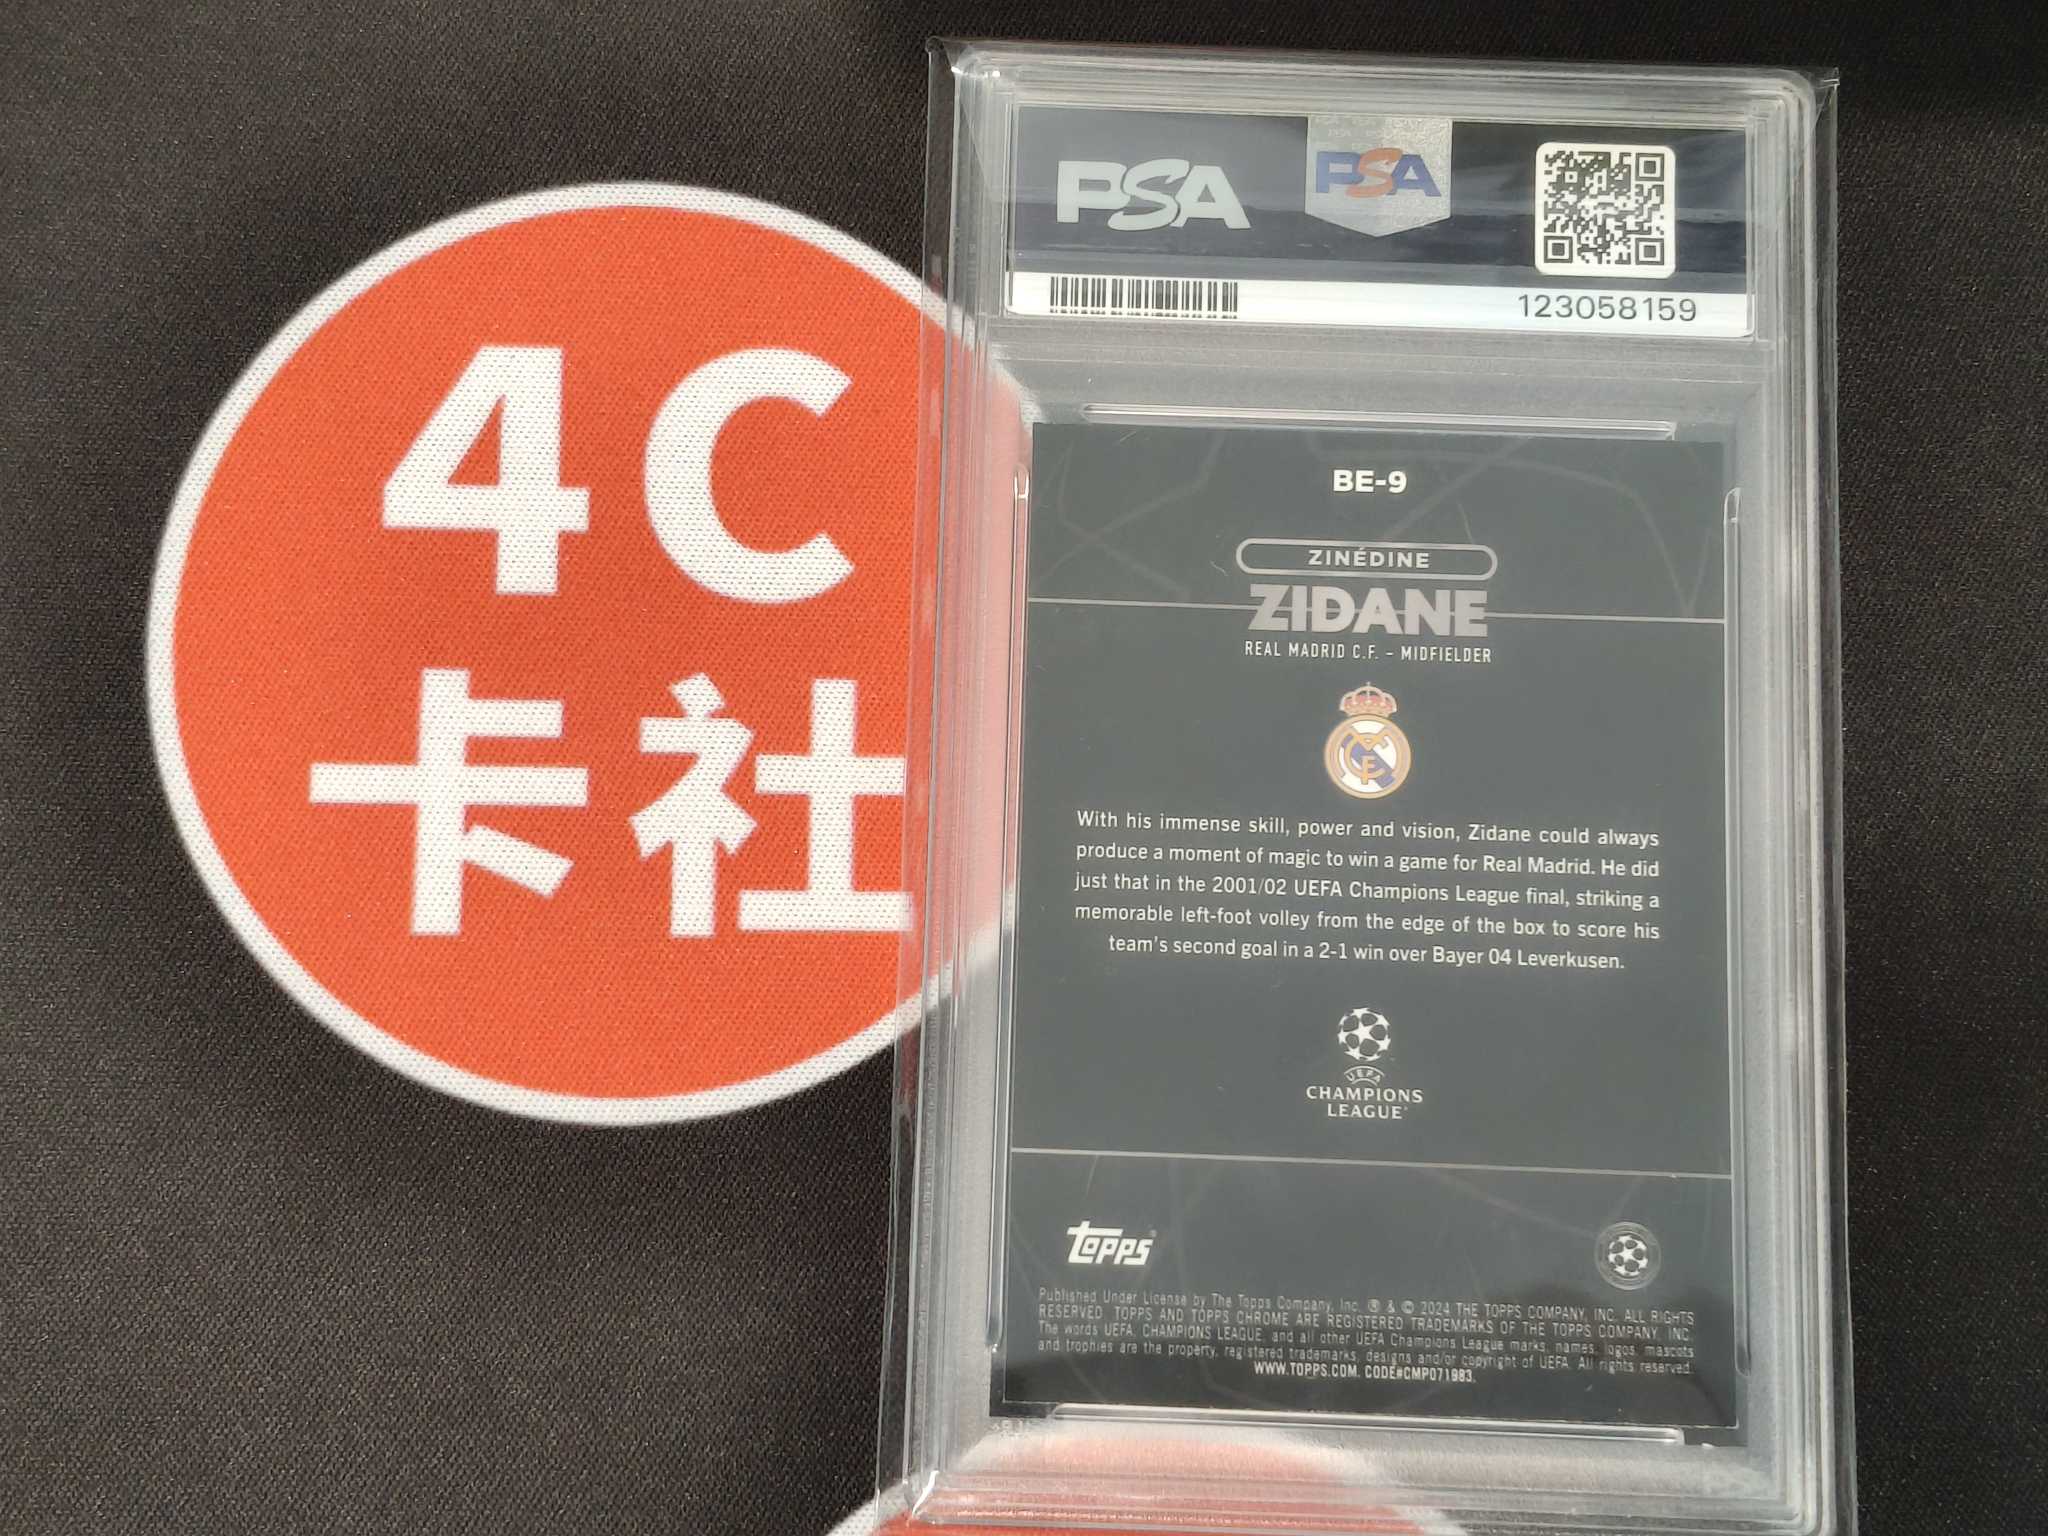 4C
卡社
PSA
PSA
123058159
BE-9
ZINÉDINE
ZIDANE
REAL MADRID C.F. - MIDFIELDER
With his immense skill, power and vision, Zidane could always
produce a moment of magic to win a game for Real Madrid. He did
just that in the 2001/02 UEFA Champions League final, striking a
memorable left-foot volley from the edge of the box to score his
team's second goal in a 2-1 win over Bayer 04 Leverkusen.
UEFA
CHAMPIONS
LEAGUE®
topps®
Published Under License by The Topps Company, Inc. ® & © 2024 THE TOPPS COMPANY, INC. ALL RIGHTS
RESERVED. TOPPS AND TOPPS CHROME ARE REGISTERED TRADEMARKS OF THE TOPPS COMPANY, INC.
The words UEFA, CHAMPIONS LEAGUE, and all other UEFA Champions League marks, names, logos, mascots
and trophies are the property, registered trademarks, designs and/or copyright of UEFA. All rights reserved.
WWW.TOPPS.COM. CODE#CMP071983.